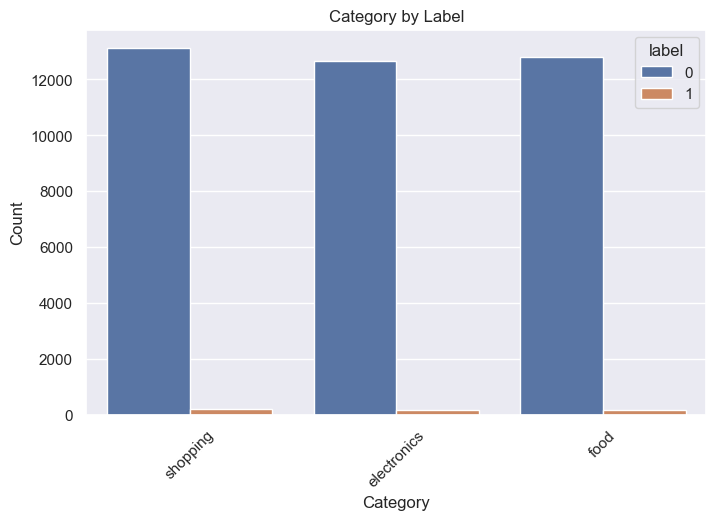 Category by Label
label
0
1
12000
10000
8000
6000
4000
2000
0
Count
shopping
electronics
food
Category